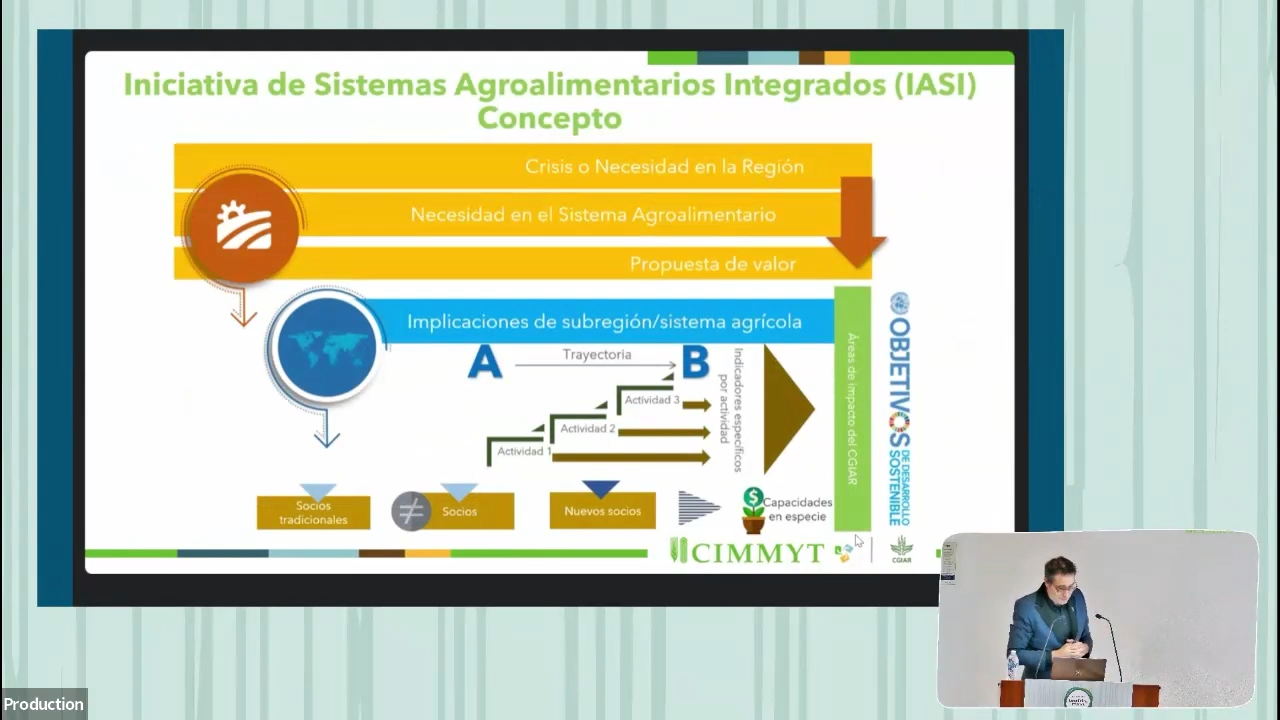 Iniciativa de Sistemas Agroalimentarios Integrados (IASI)
Concepto
Crisis o Necesidad en la Región
Necesidad en el Sistema Agroalimentario
Propuesta de valor
Implicaciones de subregión/sistema agrícola
A
Trayectoria
B
Actividad 3
Actividad 2
Actividad 1
Indicadores específicos
por actividad
Áreas de impacto del CGIAR
OBJETIVOS
DE DESARROLLO
SOSTENIBLE
Socios
tradicionales
≠
Socios
Nuevos socios
$
Capacidades
en especie
CIMMYT
CGIAR
Production